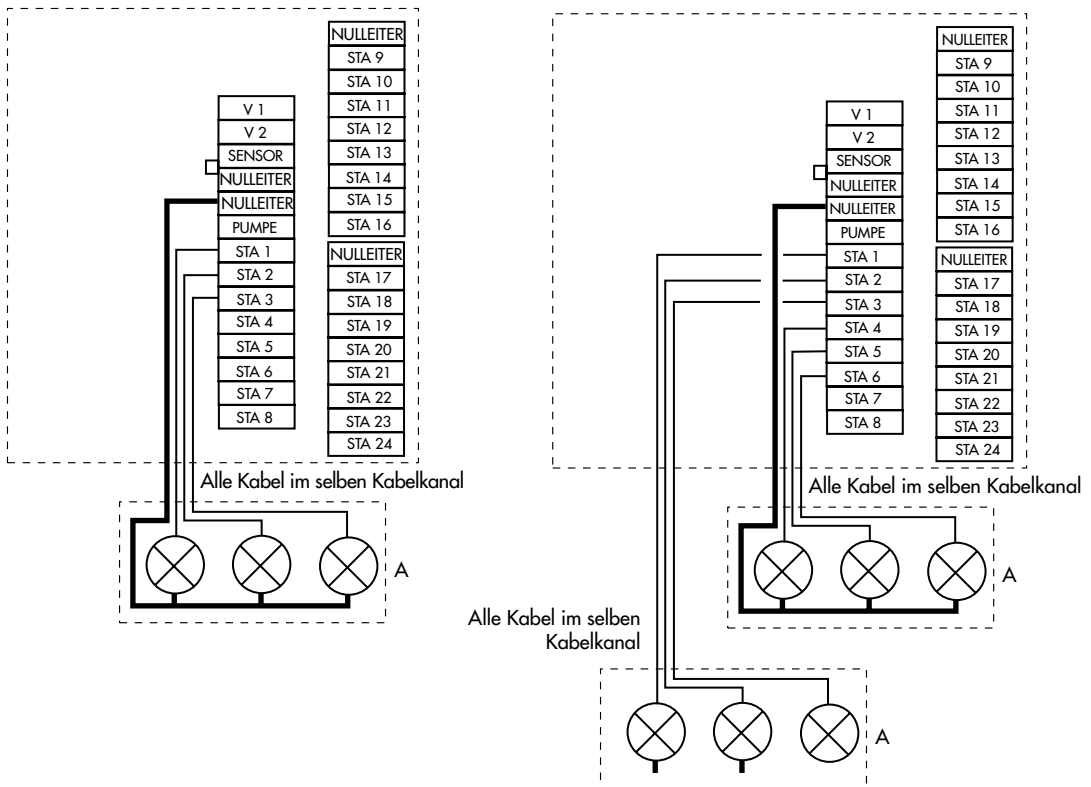 NULLEITER
STA 9
STA 10
STA 11
STA 12
STA 13
STA 14
STA 15
STA 16
NULLEITER
STA 17
STA 18
STA 19
STA 20
STA 21
STA 22
STA 23
STA 24
V 1
V 2
SENSOR
NULLEITER
NULLEITER
PUMPE
STA 1
STA 2
STA 3
STA 4
STA 5
STA 6
STA 7
STA 8
Alle Kabel im selben Kabelkanal
A
NULLEITER
STA 9
STA 10
STA 11
STA 12
STA 13
STA 14
STA 15
STA 16
NULLEITER
STA 17
STA 18
STA 19
STA 20
STA 21
STA 22
STA 23
STA 24
V 1
V 2
SENSOR
NULLEITER
NULLEITER
PUMPE
STA 1
STA 2
STA 3
STA 4
STA 5
STA 6
STA 7
STA 8
Alle Kabel im selben Kabelkanal
A
Alle Kabel im selben
Kabelkanal
A